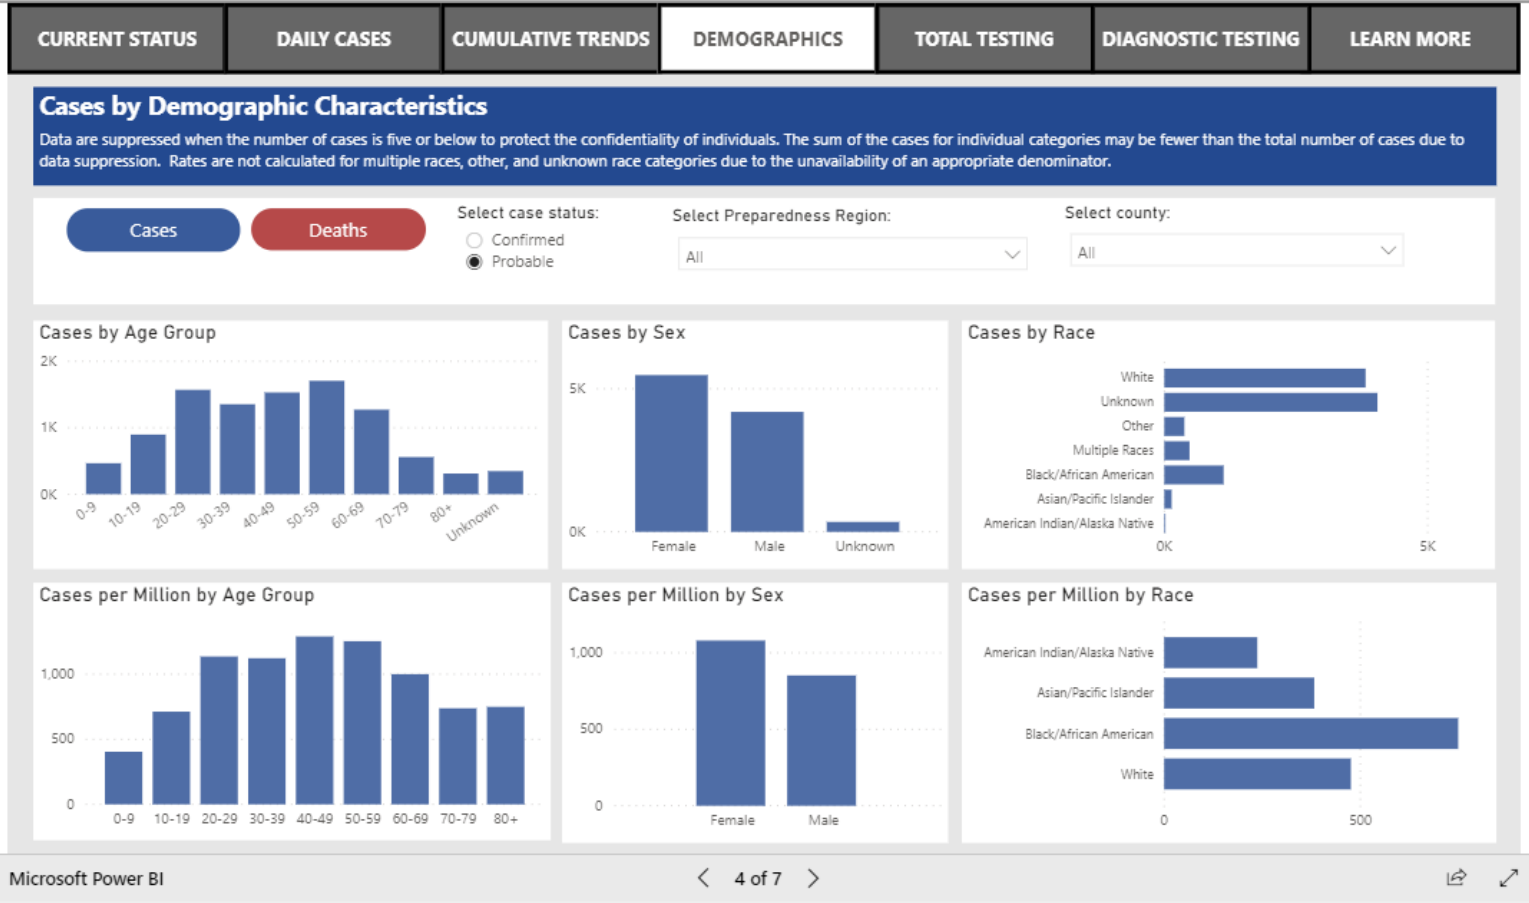 CURRENT STATUS
DAILY CASES
CUMULATIVE TRENDS
DEMOGRAPHICS
TOTAL TESTING
DIAGNOSTIC TESTING
LEARN MORE
Cases by Demographic Characteristics
Data are suppressed when the number of cases is five or below to protect the confidentiality of individuals. The sum of the cases for individual categories may be fewer than the total number of cases due to
data suppression.  Rates are not calculated for multiple races, other, and unknown race categories due to the unavailability of an appropriate denominator.
Cases
Deaths
Select case status:
Confirmed
Probable
Select Preparedness Region:
All
Select county:
All
Cases by Age Group
2K
1K
0K
0-9
10-19
20-29
30-39
40-49
50-59
60-69
70-79
80+
Unknown
Cases by Sex
5K
0K
Female
Male
Unknown
Cases by Race
White
Unknown
Other
Multiple Races
Black/African American
Asian/Pacific Islander
American Indian/Alaska Native
0K
5K
Cases per Million by Age Group
1,000
500
0
0-9
10-19
20-29
30-39
40-49
50-59
60-69
70-79
80+
Cases per Million by Sex
1,000
500
0
Female
Male
Cases per Million by Race
American Indian/Alaska Native
Asian/Pacific Islander
Black/African American
White
0
500
Microsoft Power BI
4 of 7